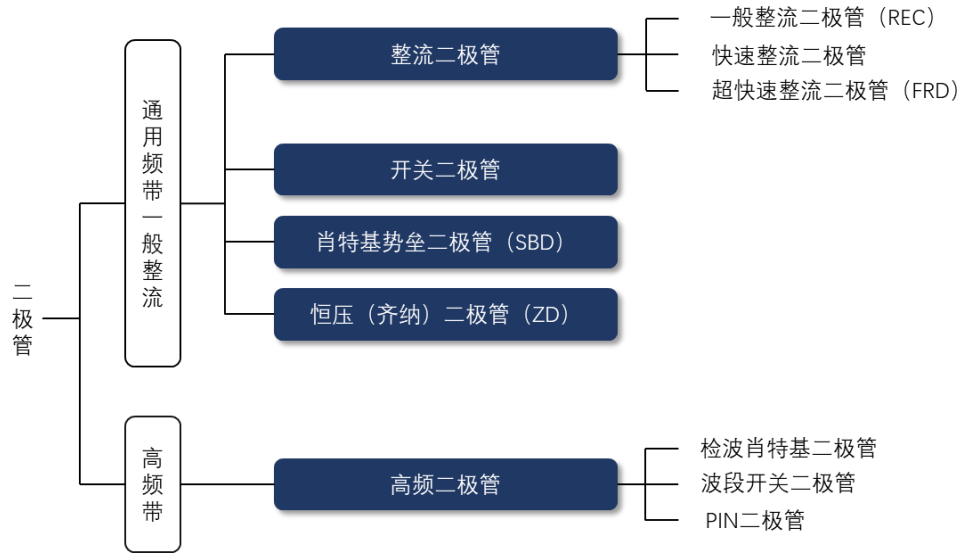 二极管
通用频带一般整流
整流二极管
一般整流二极管（REC）
快速整流二极管
超快速整流二极管（FRD）
开关二极管
肖特基势垒二极管（SBD）
恒压（齐纳）二极管（ZD）
高频带
高频二极管
检波肖特基二极管
波段开关二极管
PIN二极管